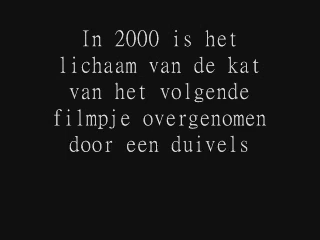 In 2000 is het
lichaam van de kat
van het volgende
filmpje overgenomen
door een duivels